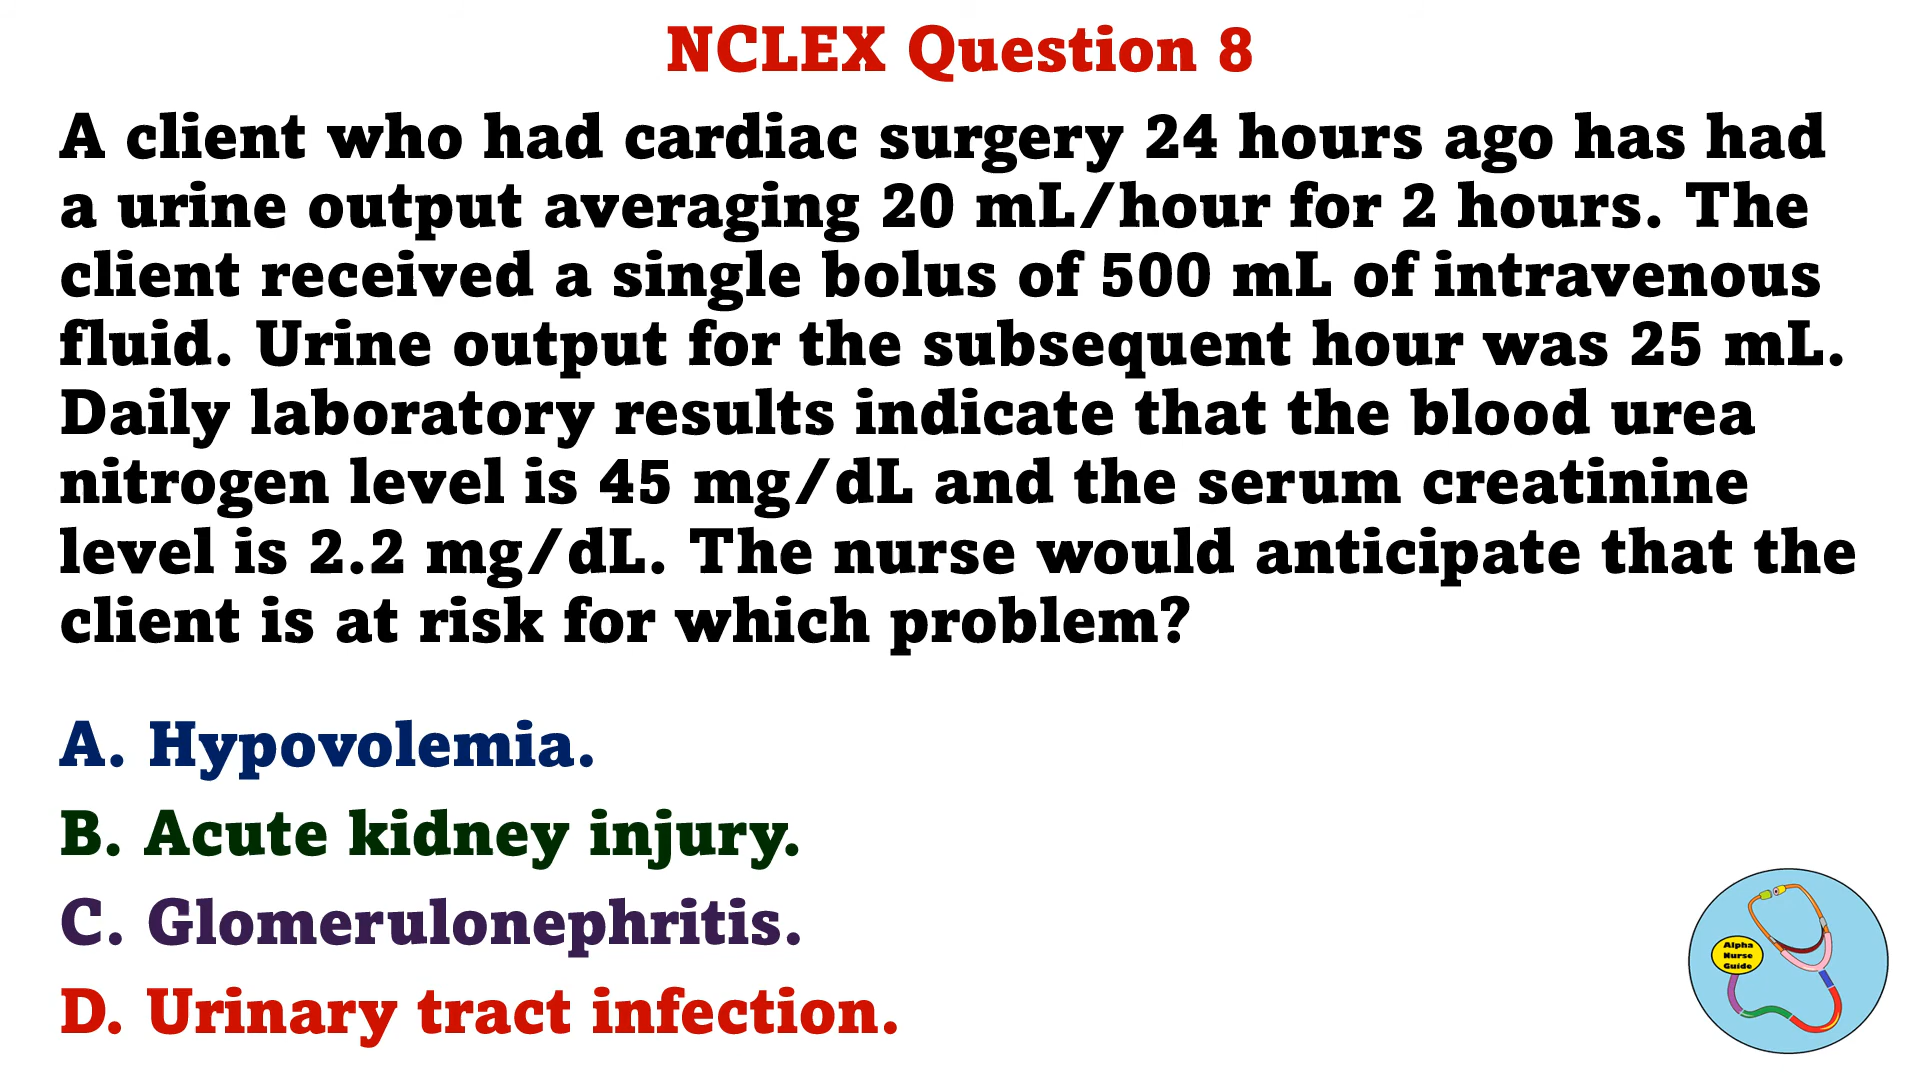 NCLEX Question 8
A client who had cardiac surgery 24 hours ago has had
a urine output averaging 20 mL/hour for 2 hours. The
client received a single bolus of 500 mL of intravenous
fluid. Urine output for the subsequent hour was 25 mL.
Daily laboratory results indicate that the blood urea
nitrogen level is 45 mg/dL and the serum creatinine
level is 2.2 mg/dL. The nurse would anticipate that the
client is at risk for which problem?
A. Hypovolemia.
B. Acute kidney injury.
C. Glomerulonephritis.
D. Urinary tract infection.
Alpha
Nurse
Guide